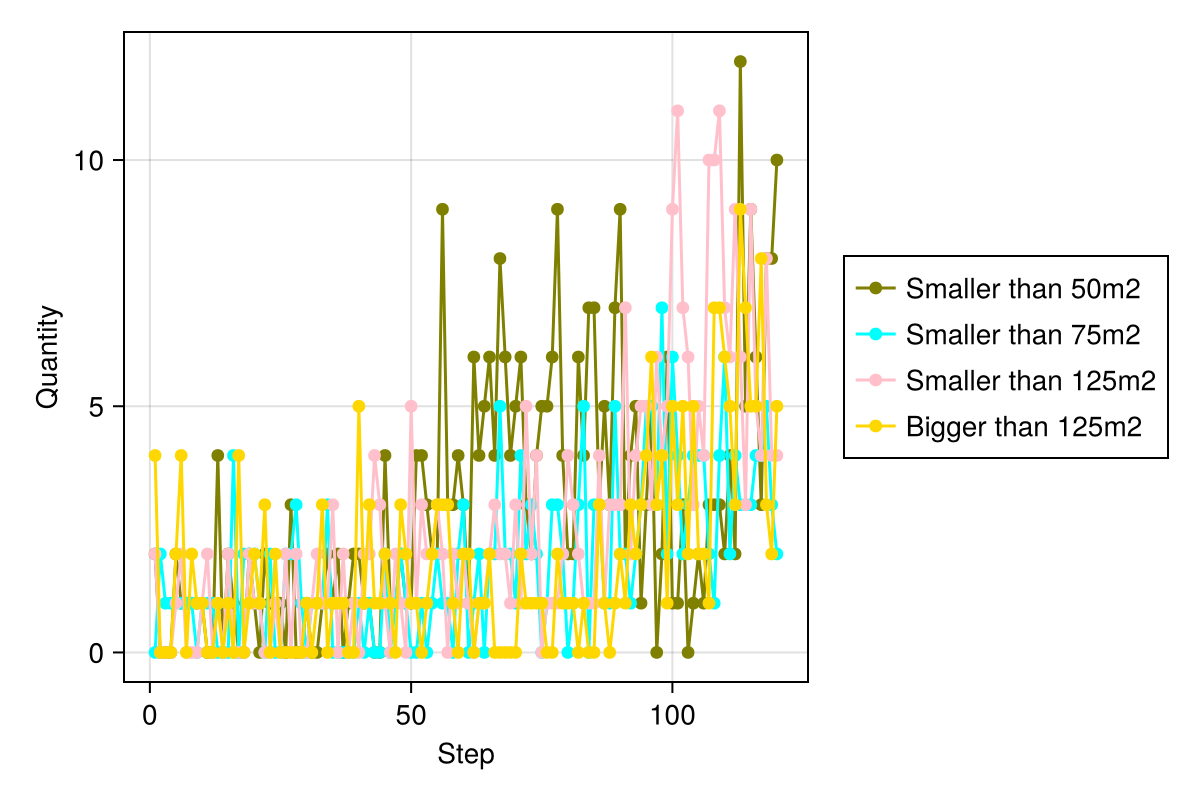 10
5
0
Quantity
0
50
100
Step
Smaller than 50m2
Smaller than 75m2
Smaller than 125m2
Bigger than 125m2